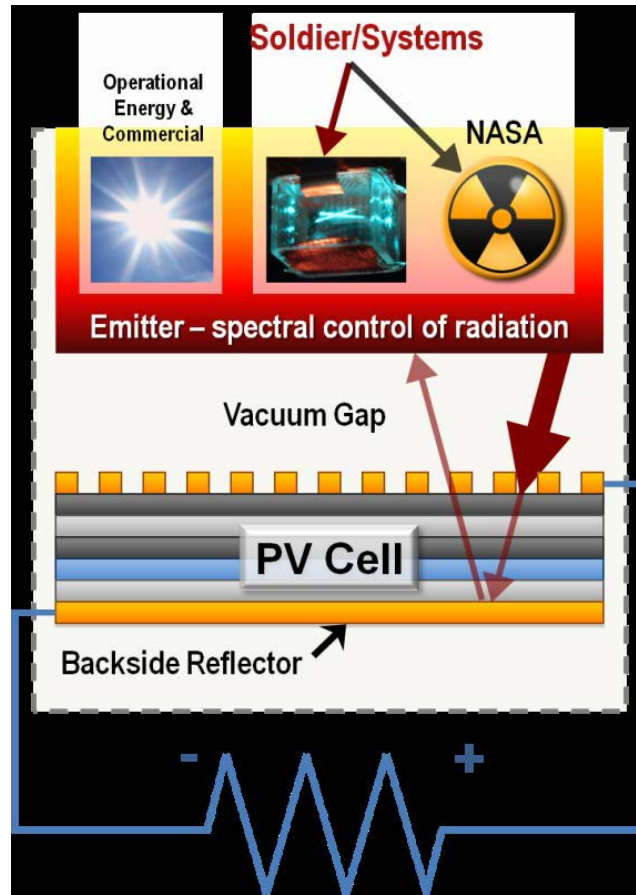 Soldier/Systems
Operational
Energy &
Commercial
NASA
Emitter – spectral control of radiation
Vacuum Gap
PV Cell
Backside Reflector
- +